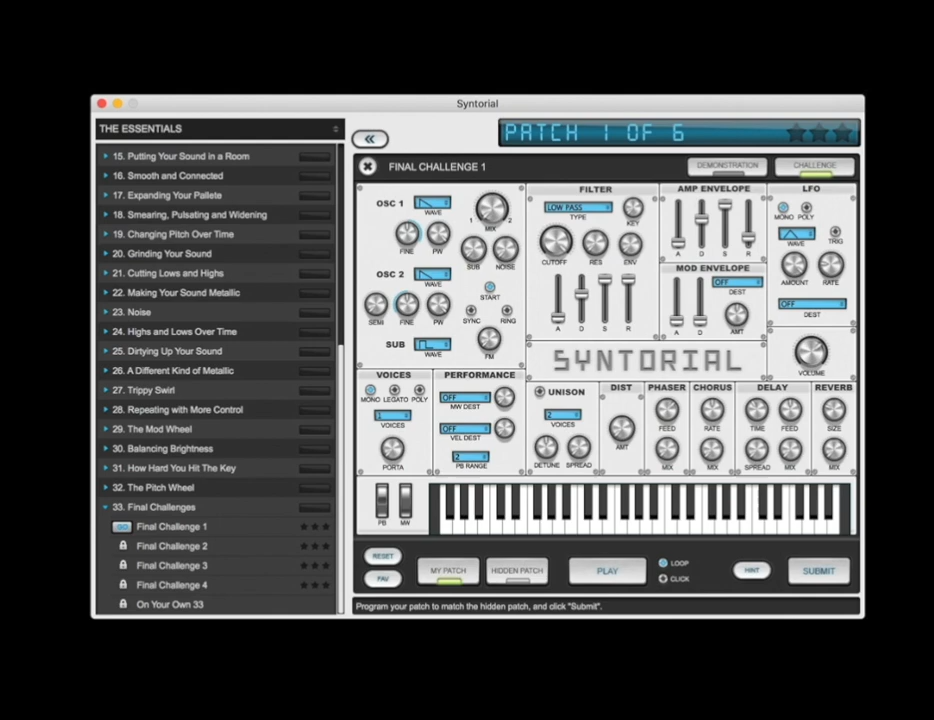 Syntorial
THE ESSENTIALS
15. Putting Your Sound in a Room
16. Smooth and Connected
17. Expanding Your Pallete
18. Smearing, Pulsating and Widening
19. Changing Pitch Over Time
20. Grinding Your Sound
21. Cutting Lows and Highs
22. Making Your Sound Metallic
23. Noise
24. Highs and Lows Over Time
25. Dirtying Up Your Sound
26. A Different Kind of Metallic
27. Trippy Swirl
28. Repeating with More Control
29. The Mod Wheel
30. Balancing Brightness
31. How Hard You Hit The Key
32. The Pitch Wheel
33. Final Challenges
GO Final Challenge 1
Final Challenge 2
Final Challenge 3
Final Challenge 4
On Your Own 33
PATCH 1 OF 6
FINAL CHALLENGE 1
DEMONSTRATION
CHALLENGE
OSC 1
WAVE
1 2
MIX
FINE PW
SUB NOISE
OSC 2
WAVE
START
SEMI FINE PW
SYNC RING
SUB
WAVE
FM
FILTER
LOW PASS
TYPE
KEY
CUTOFF RES ENV
A D S R
AMP ENVELOPE
A D S R
MOD ENVELOPE
OFF
DEST
A D
AMT
LFO
MONO POLY
WAVE TRIG
AMOUNT RATE
OFF
DEST
SYNTORIAL
VOLUME
VOICES
MONO LEGATO POLY
VOICES
PORTA
PERFORMANCE
OFF
MW DEST
OFF
VEL DEST
2
PB RANGE
UNISON
2
VOICES
DETUNE SPREAD
DIST
AMT
PHASER
FEED
MIX
CHORUS
RATE
MIX
DELAY
TIME FEED
SPREAD MIX
REVERB
SIZE
MIX
PB MW
RESET
FAV
MY PATCH
HIDDEN PATCH
PLAY
LOOP
CLICK
HINT
SUBMIT
Program your patch to match the hidden patch, and click "Submit".